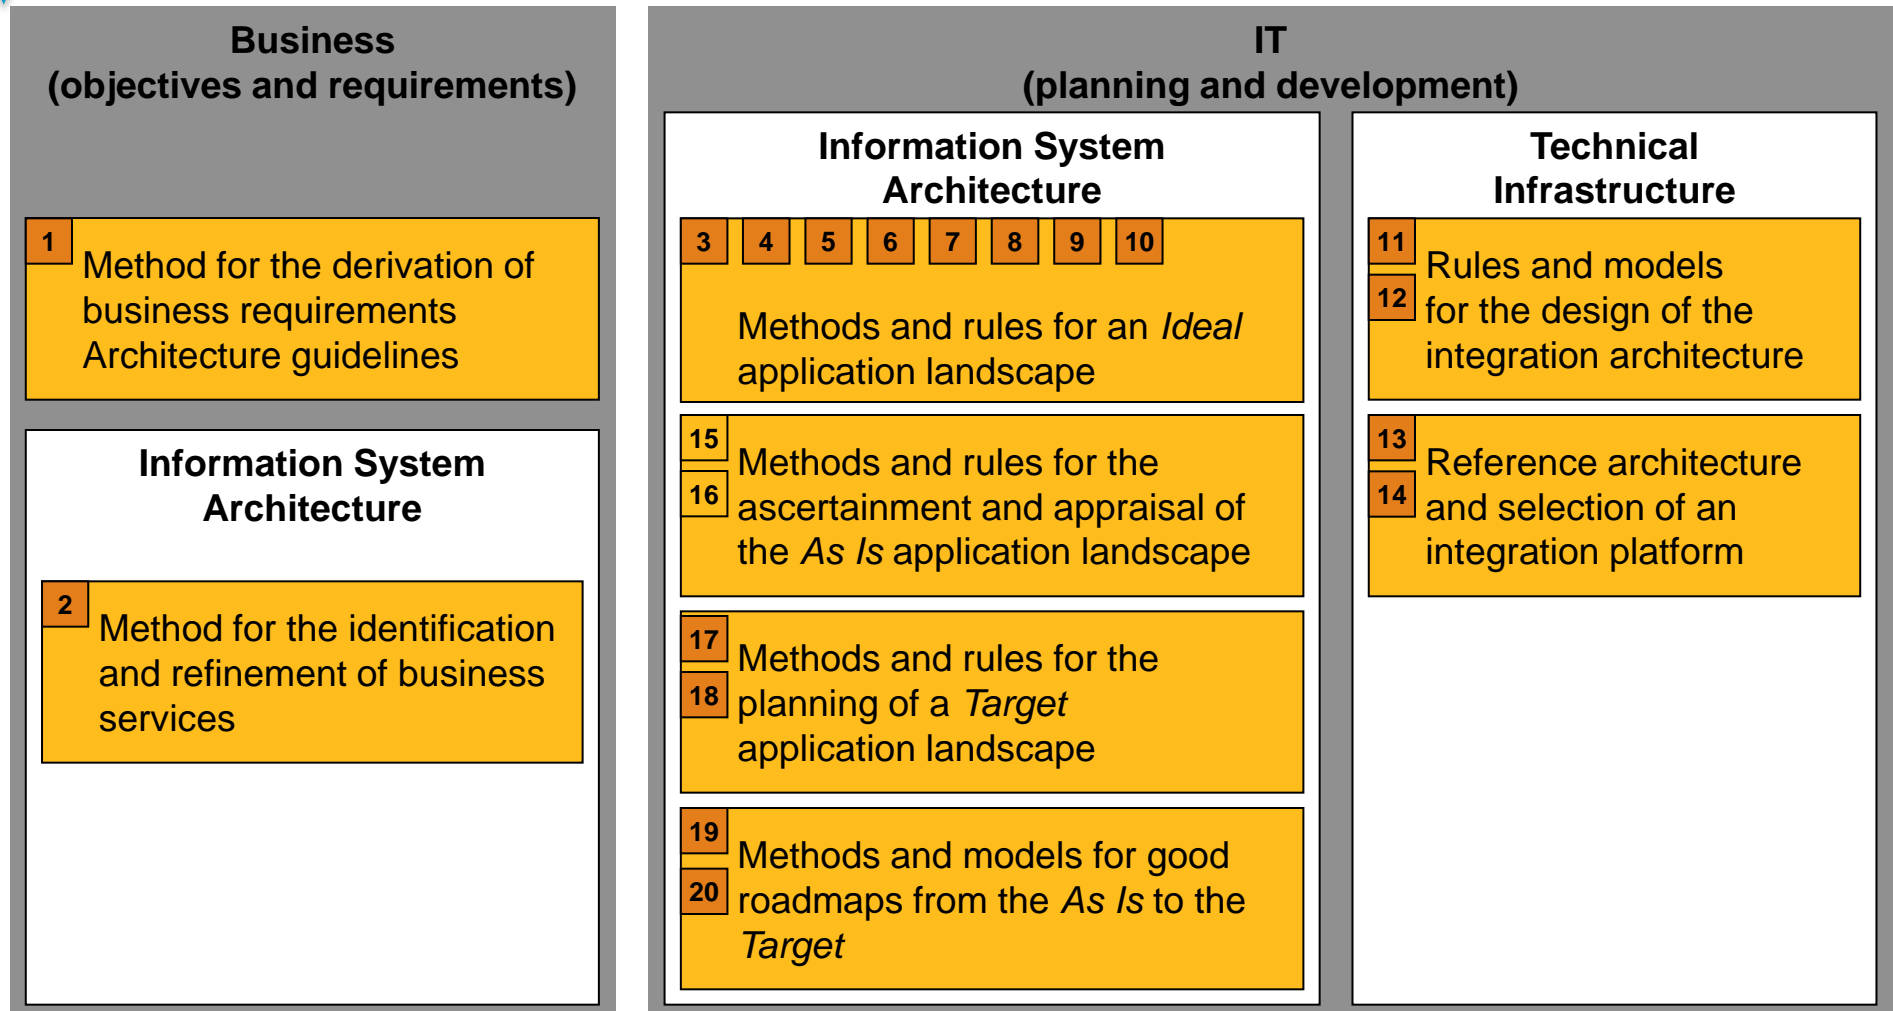 Business
(objectives and requirements)
1
Method for the derivation of
business requirements
Architecture guidelines
Information System
Architecture
2
Method for the identification
and refinement of business
services
IT
(planning and development)
Information System
Architecture
3 4 5 6 7 8 9 10
Methods and rules for an Ideal
application landscape
15
16
Methods and rules for the
ascertainment and appraisal of
the As Is application landscape
17
18
Methods and rules for the
planning of a Target
application landscape
19
20
Methods and models for good
roadmaps from the As Is to the
Target
Technical
Infrastructure
11
12
Rules and models
for the design of the
integration architecture
13
14
Reference architecture
and selection of an
integration platform